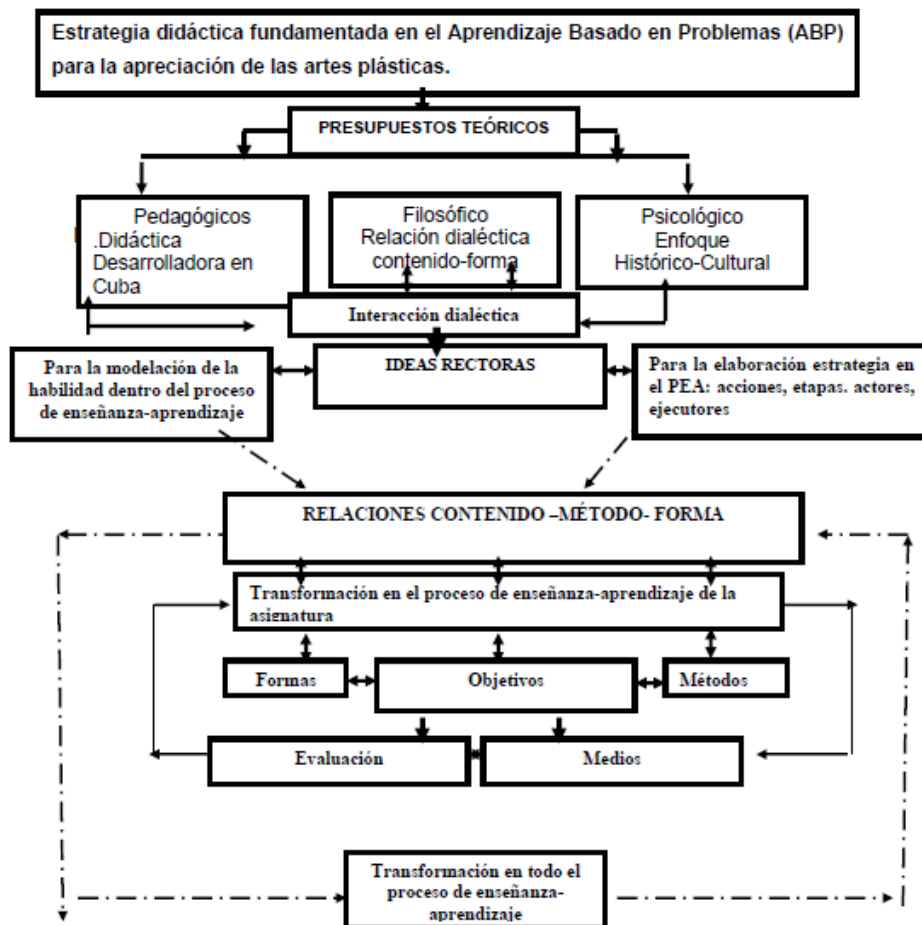 Estrategia didáctica fundamentada en el Aprendizaje Basado en Problemas (ABP)
para la apreciación de las artes plásticas.
PRESUPUESTOS TEÓRICOS
Pedagógicos
.Didáctica
Desarrolladora en
Cuba
Filosófico
Relación dialéctica
contenido-forma
Psicológico
Enfoque
Histórico-Cultural
Interacción dialéctica
Para la modelación de la
habilidad dentro del proceso
de enseñanza-aprendizaje
IDEAS RECTORAS
Para la elaboración estrategia en
el PEA: acciones, etapas. actores,
ejecutores
RELACIONES CONTENIDO –MÉTODO- FORMA
Transformación en el proceso de enseñanza-aprendizaje de la
asignatura
Formas
Objetivos
Métodos
Evaluación
Medios
Transformación en todo el
proceso de enseñanza-
aprendizaje